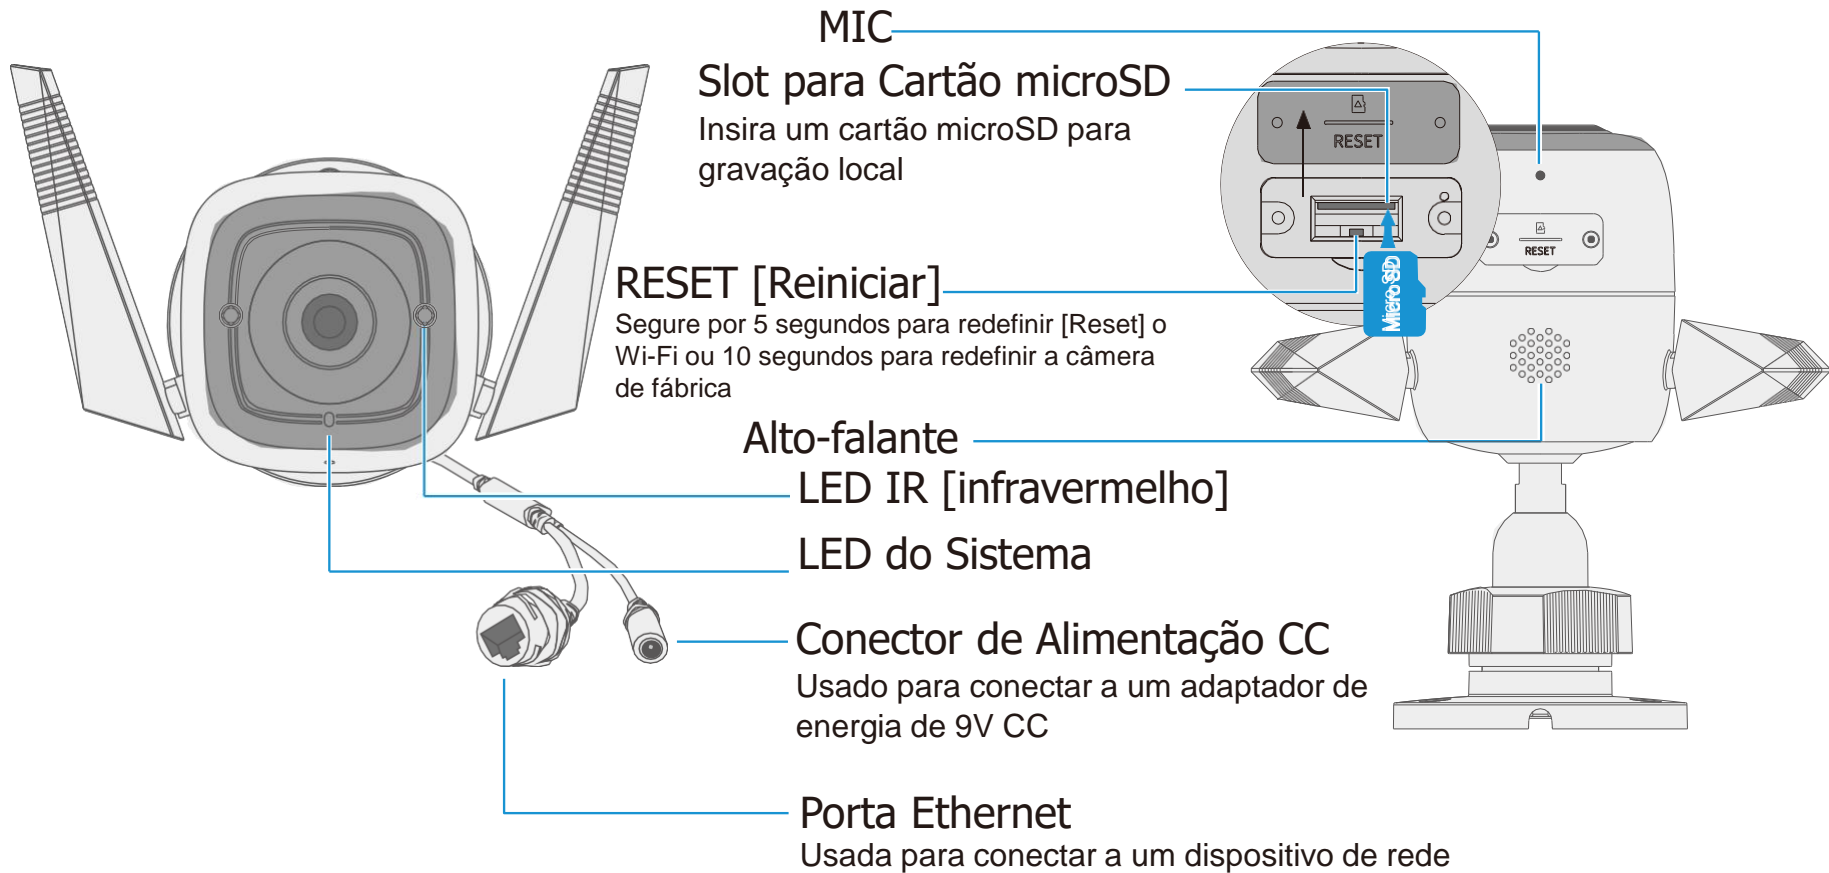 MIC
Slot para Cartão microSD
Insira um cartão microSD para
gravação local
RESET
RESET
RESET [Reiniciar]
Segure por 5 segundos para redefinir [Reset] o
Wi-Fi ou 10 segundos para redefinir a câmera
de fábrica
Micro SD
Alto-falante
LED IR [infravermelho]
LED do Sistema
Conector de Alimentação CC
Usado para conectar a um adaptador de
energia de 9V CC
Porta Ethernet
Usada para conectar a um dispositivo de rede